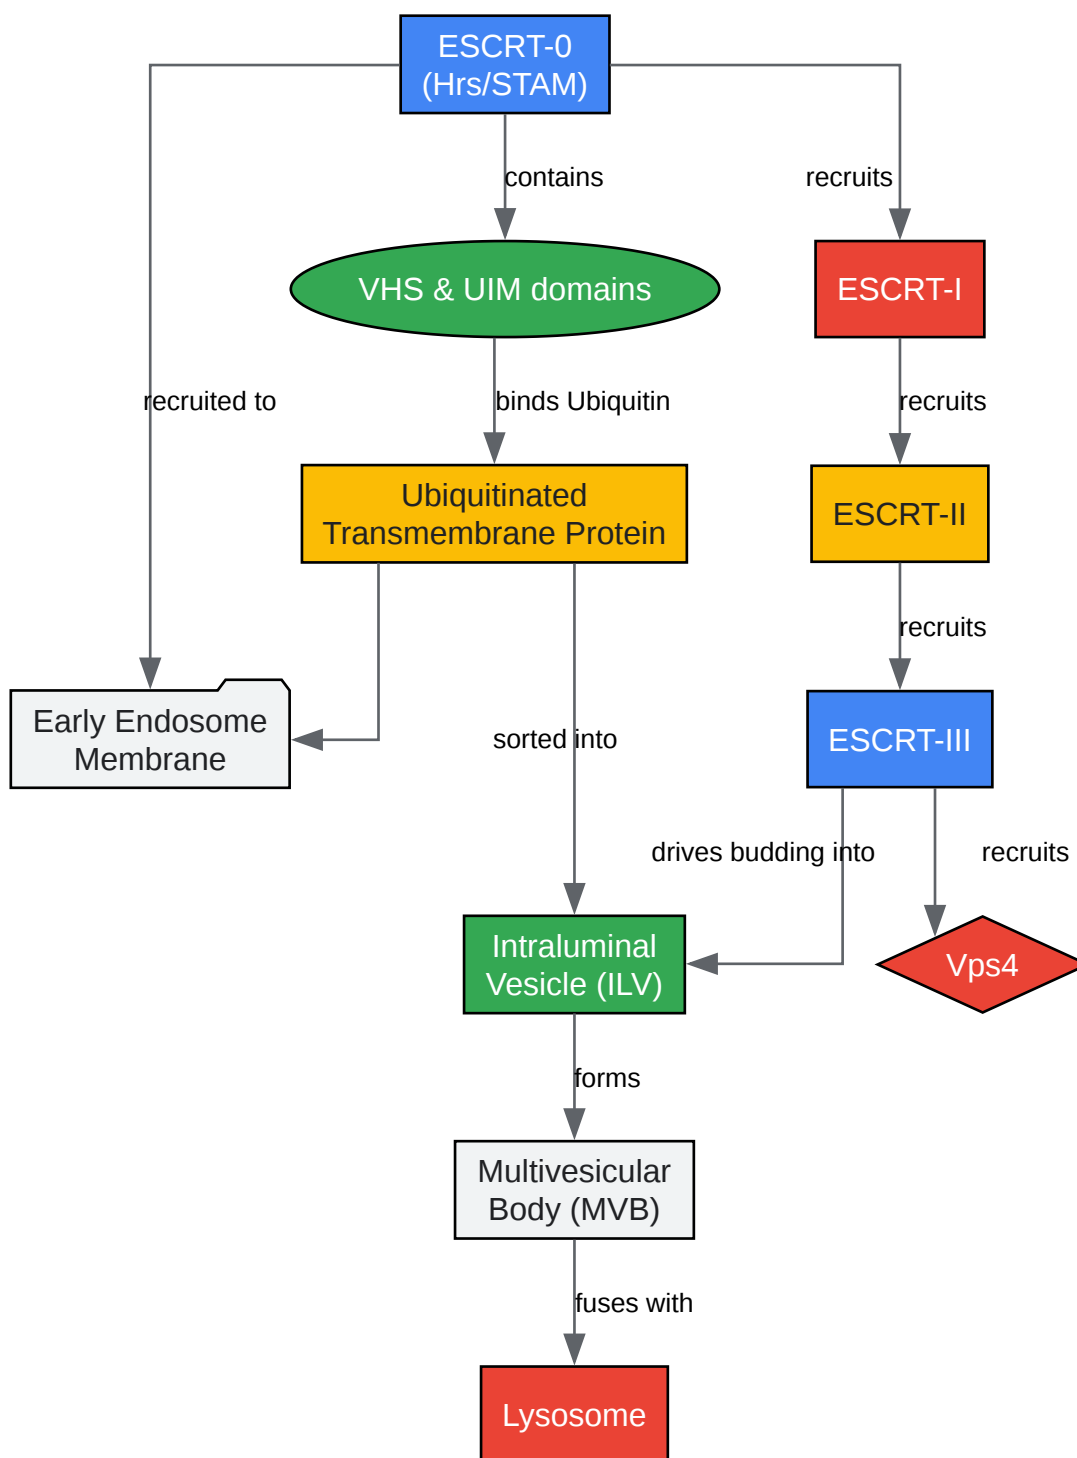 ESCRT-0
(Hrs/STAM)
contains
recruits
VHS & UIM domains
ESCRT-I
recruited to
binds Ubiquitin
recruits
Ubiquitinated
Transmembrane Protein
ESCRT-II
recruits
Early Endosome
Membrane
sorted into
ESCRT-III
drives budding into
recruits
Intraluminal
Vesicle (ILV)
Vps4
forms
Multivesicular
Body (MVB)
fuses with
Lysosome